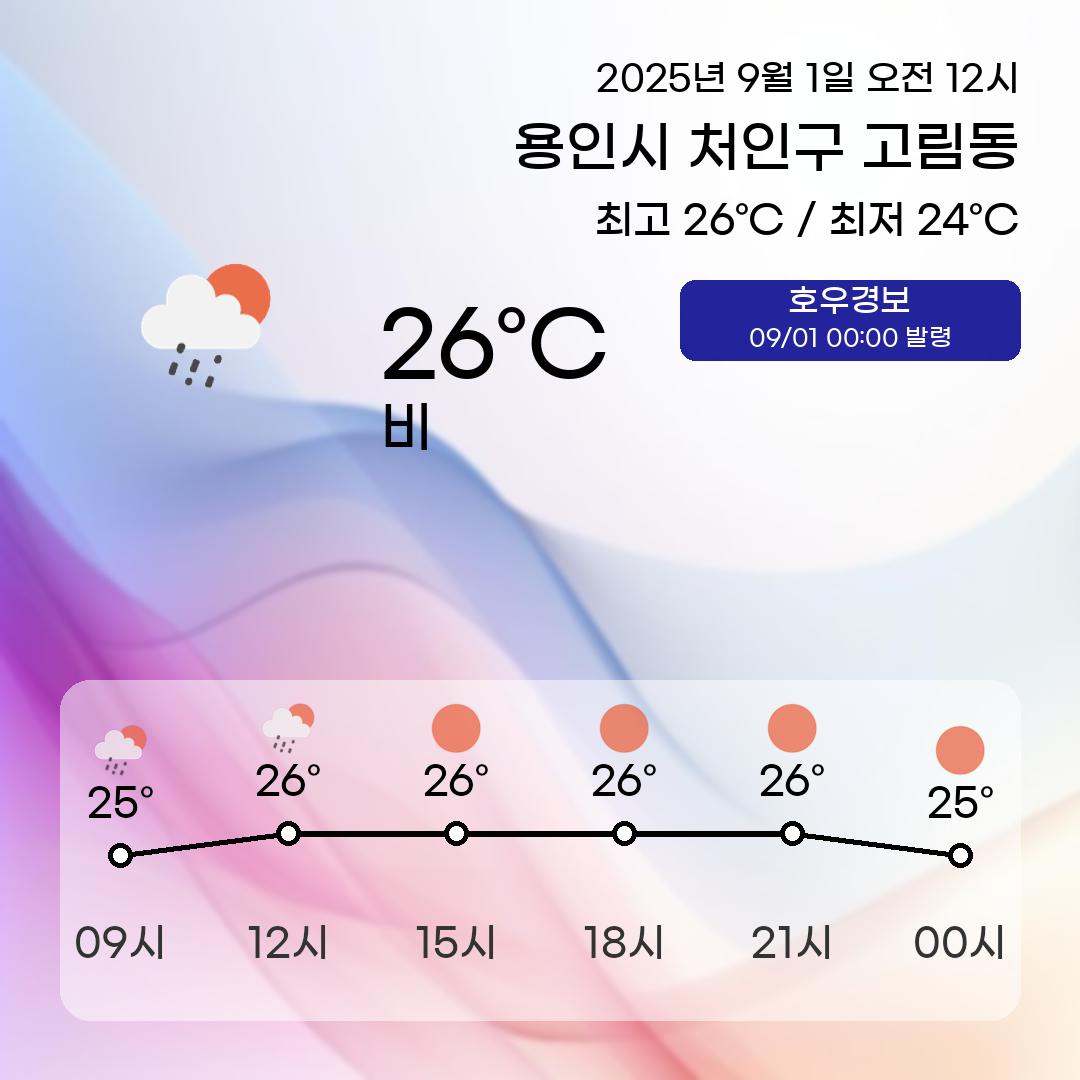 2025년 9월 1일 오전 12시
용인시 처인구 고림동
최고 26°C / 최저 24°C
호우경보
09/01 00:00 발령
26°C
비
25° 26° 26° 26° 26° 25°
09시 12시 15시 18시 21시 00시